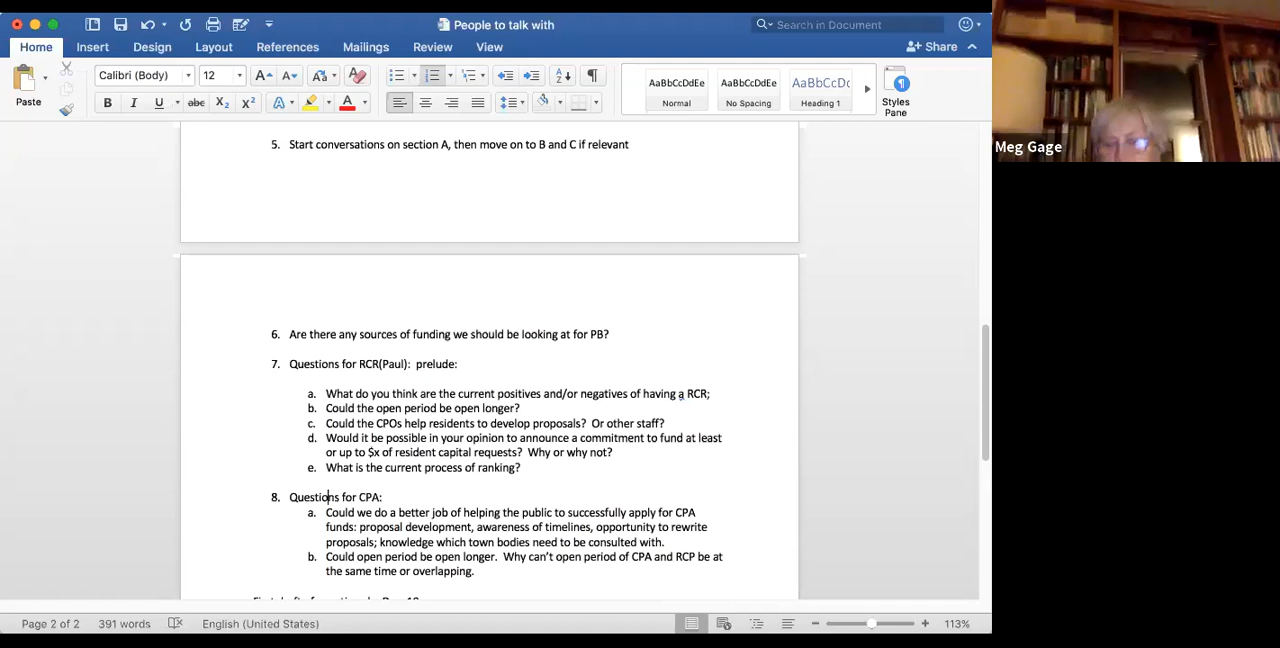 People to talk with
Search in Document
Home Insert Design Layout References Mailings Review View Share
Paste
Calibri (Body) 12
AaBbCcDdEe AaBbCcDdEe AaBbCcDc
Normal No Spacing Heading 1
Styles Pane
5. Start conversations on section A, then move on to B and C if relevant
6. Are there any sources of funding we should be looking at for PB?
7. Questions for RCR(Paul): prelude:
a. What do you think are the current positives and/or negatives of having a RCR;
b. Could the open period be open longer?
c. Could the CPOs help residents to develop proposals? Or other staff?
d. Would it be possible in your opinion to announce a commitment to fund at least
or up to $x of resident capital requests? Why or why not?
e. What is the current process of ranking?
8. Questions for CPA:
a. Could we do a better job of helping the public to successfully apply for CPA
funds: proposal development, awareness of timelines, opportunity to rewrite
proposals; knowledge which town bodies need to be consulted with.
b. Could open period be open longer. Why can't open period of CPA and RCP be at
the same time or overlapping.
Page 2 of 2 391 words English (United States) 113%
Meg Gage